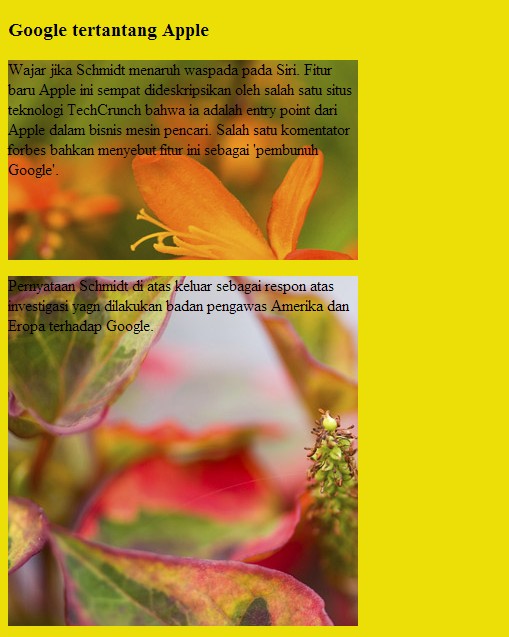 Google tertantang Apple
Wajar jika Schmidt menaruh waspada pada Siri. Fitur
baru Apple ini sempat dideskripsikan oleh salah satu situs
teknologi TechCrunch bahwa ia adalah entry point dari
Apple dalam bisnis mesin pencari. Salah satu komentator
forbes bahkan menyebut fitur ini sebagai 'pembunuh
Google'.
Pernyataan Schmidt di atas keluar sebagai respon atas
investigasi yagn dilakukan badan pengawas Amerika dan
Eropa terhadap Google.